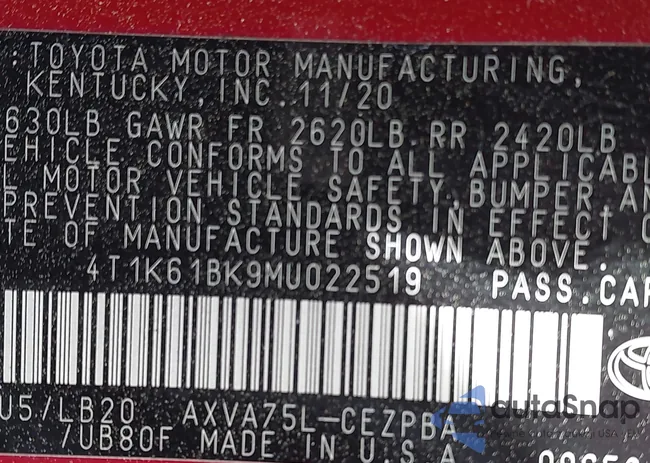 : TOYOTA MOTOR MANUFACTURING,
KENTUCKY, INC. 11/20
630LB GAWR FR 2620LB RR 2420LB
EHICLE CONFORMS TO ALL APPLICABL
L MOTOR VEHICLE SAFETY, BUMPER, AN
PREVENTION STANDARDS IN EFFECT O
TE OF MANUFACTURE SHOWN ABOVE.
4T1K61BK9MU022519 PASS.CAR
U5/LB20 AXVA75L-CEZPBA
/UB80F MADE IN U.S.A
autoSnap